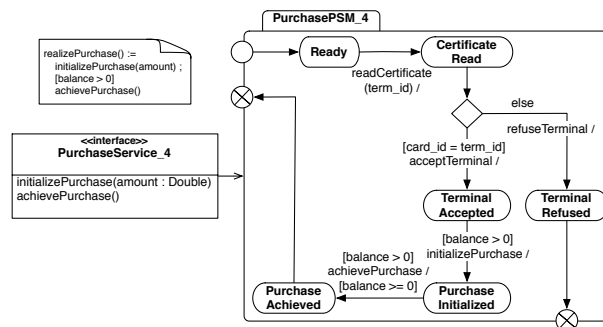 PurchasePSM_4
realizePurchase() :=
initializePurchase(amount) ;
[balance > 0]
achievePurchase()
Ready
Certificate
Read
readCertificate
(term_id) /
else
refuseTerminal /
<<interface>>
PurchaseService_4
initializePurchase(amount : Double)
achievePurchase()
[card_id = term_id]
acceptTerminal /
Terminal
Accepted
Terminal
Refused
[balance > 0]
initializePurchase /
[balance > 0]
achievePurchase /
[balance >= 0]
Purchase
Achieved
Purchase
Initialized